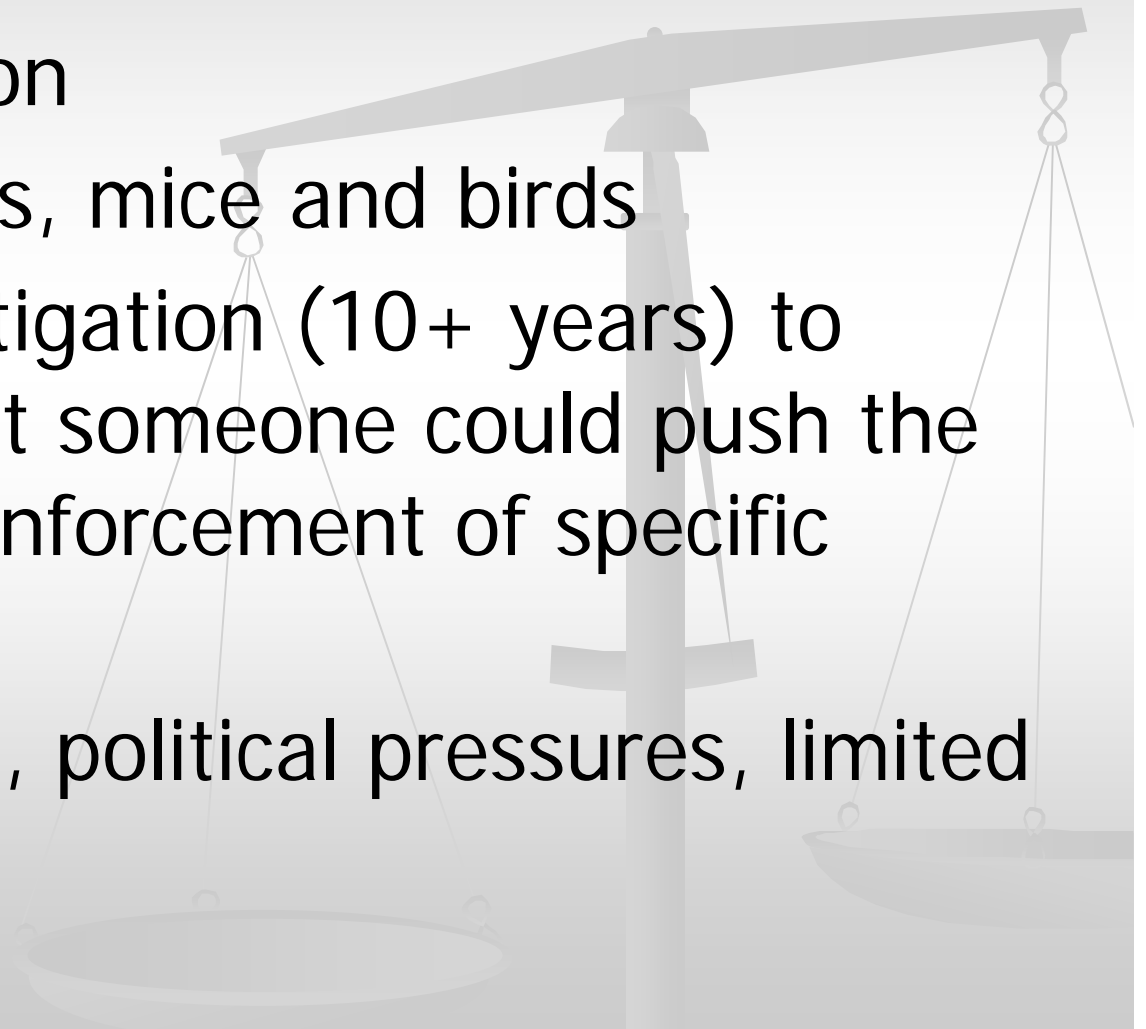 on
s, mice and birds
tigation (10+ years) to
t someone could push the
nforcement of specific
, political pressures, limited